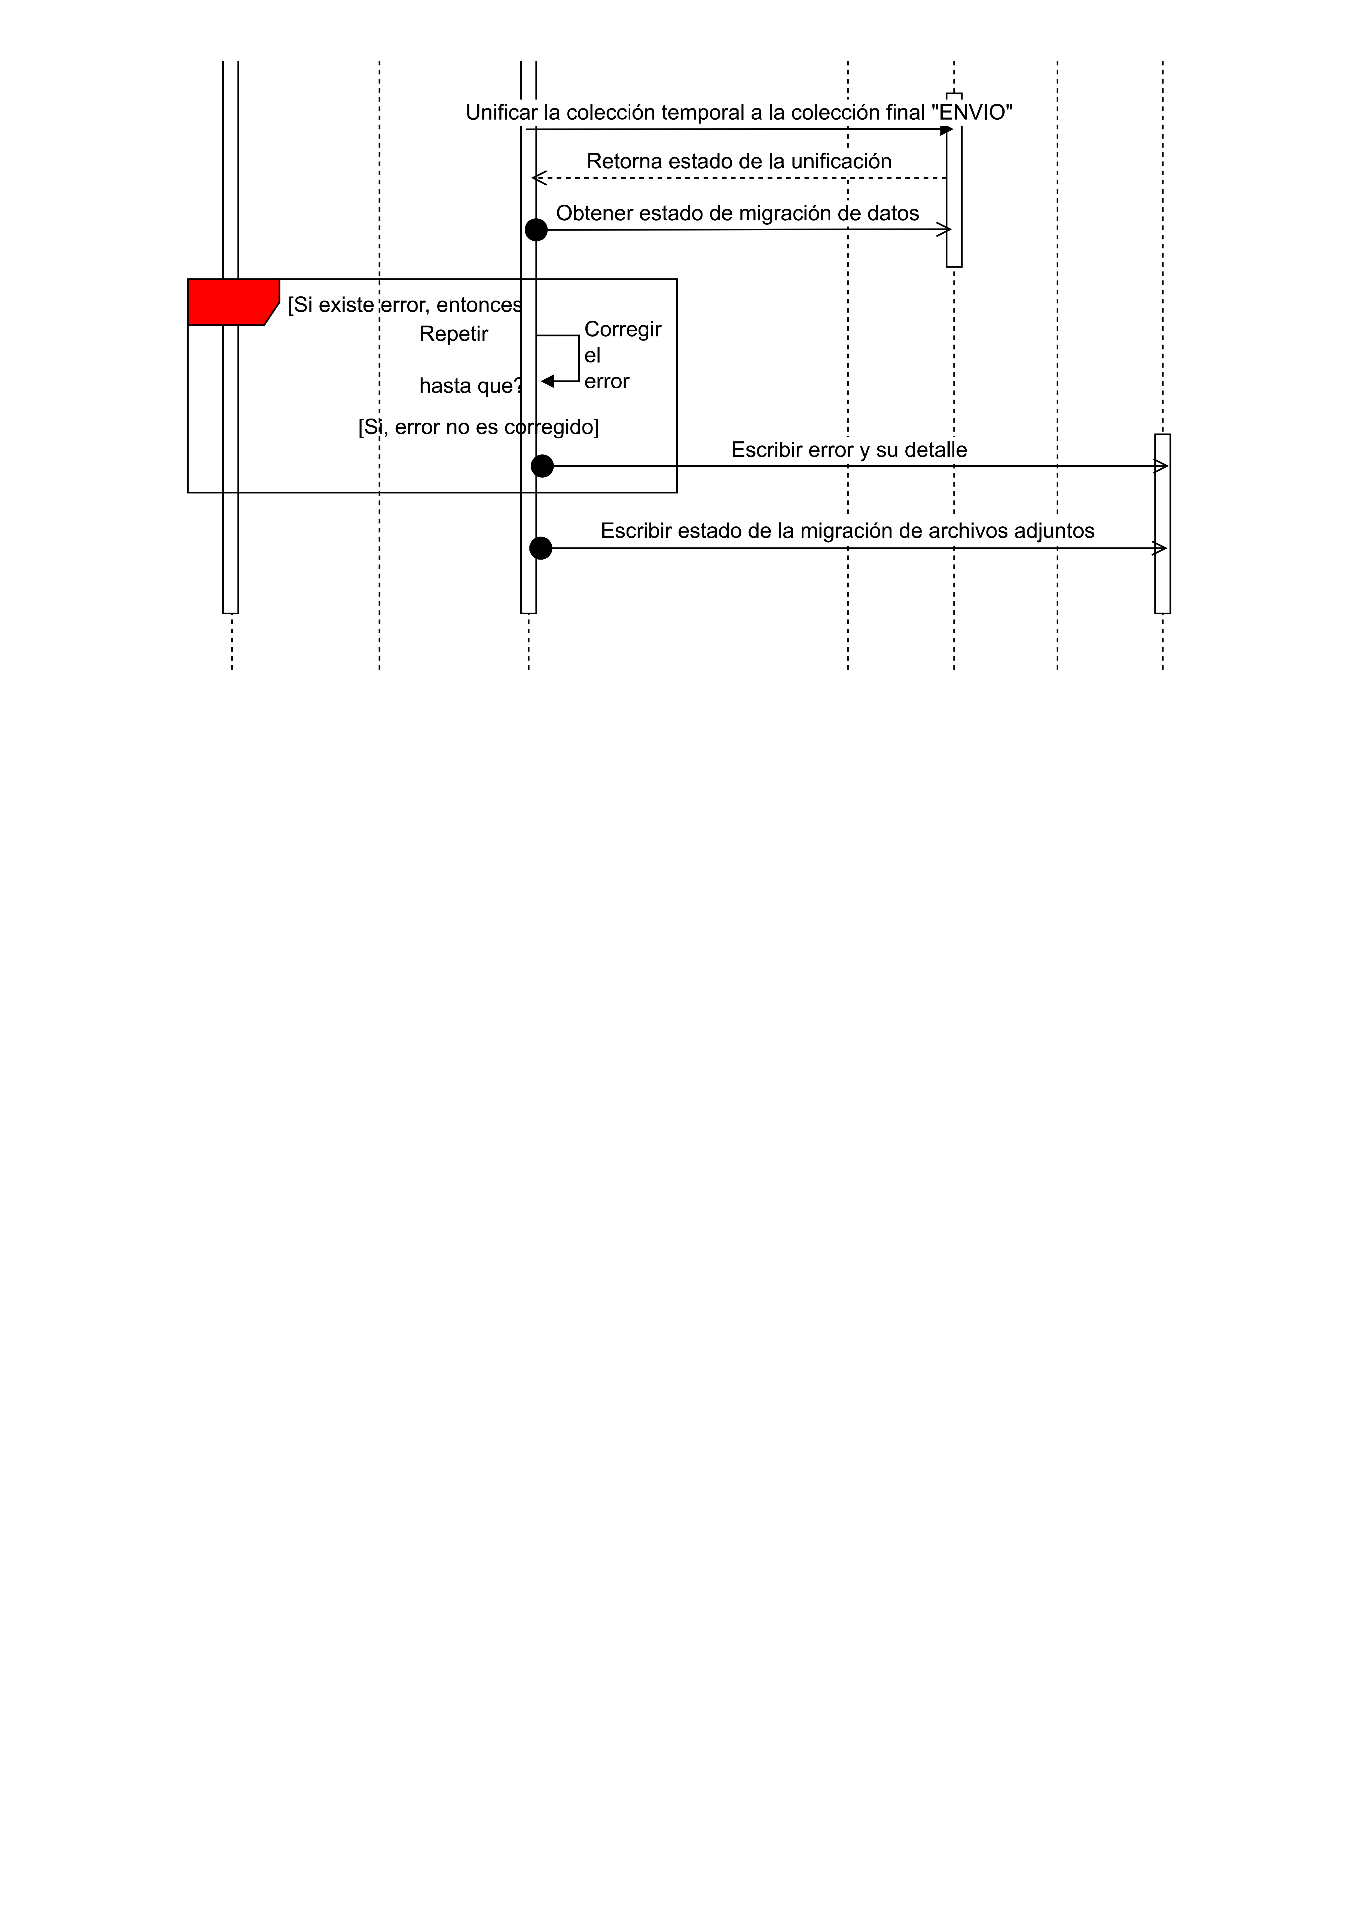 Unificar la colección temporal a la colección final "ENVIO"
Retorna estado de la unificación
Obtener estado de migración de datos
[Si existe error, entonces
Repetir
Corregir
el
error
hasta que?
[Si, error no es corregido]
Escribir error y su detalle
Escribir estado de la migración de archivos adjuntos